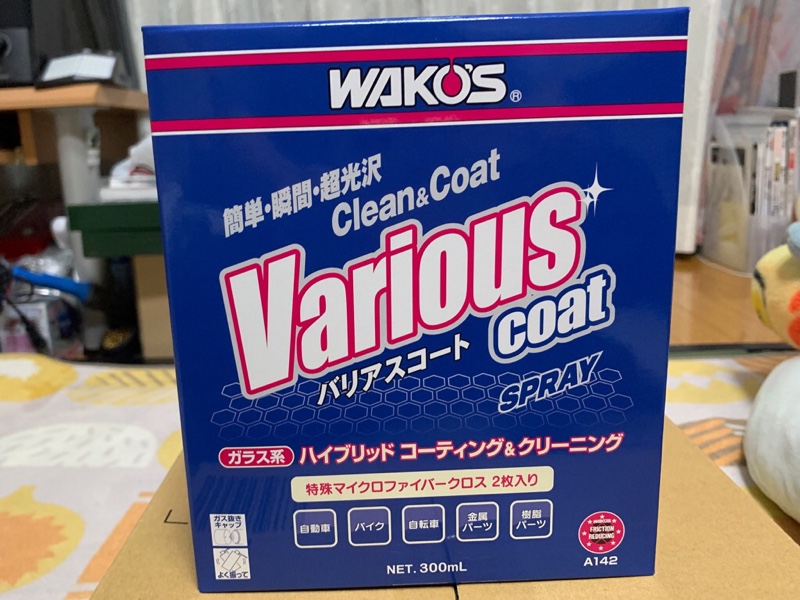 WAKO'S®
簡単・瞬間・超光沢
Clean&Coat
Various
coat
バリアスコート
SPRAY
ガラス系 ハイブリッド コーティング&クリーニング
特殊マイクロファイバークロス 2枚入り
自動車 バイク 自転車 金属パーツ 樹脂パーツ
ガス抜き
キャップ
よく振って
WAKO'S
FRICTION
REDUCING
A142
NET. 300mL